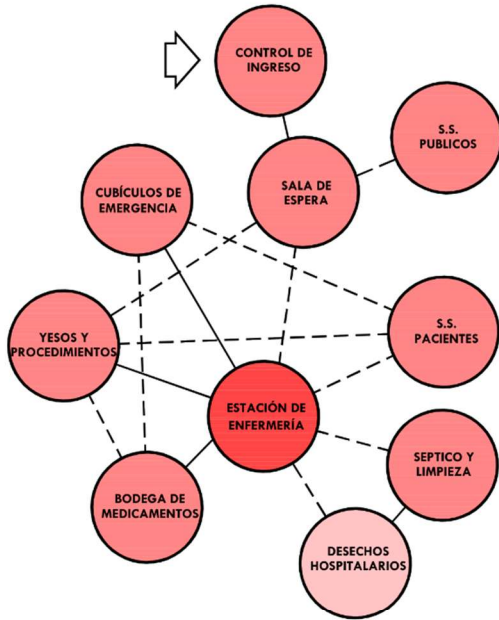 CONTROL DE
INGRESO
S.S.
PUBLICOS
CUBÍCULOS DE
EMERGENCIA
SALA DE
ESPERA
YESOS Y
PROCEDIMIENTOS
S.S.
PACIENTES
ESTACIÓN DE
ENFERMERÍA
SEPTICO Y
LIMPIEZA
BODEGA DE
MEDICAMENTOS
DESECHOS
HOSPITALARIOS